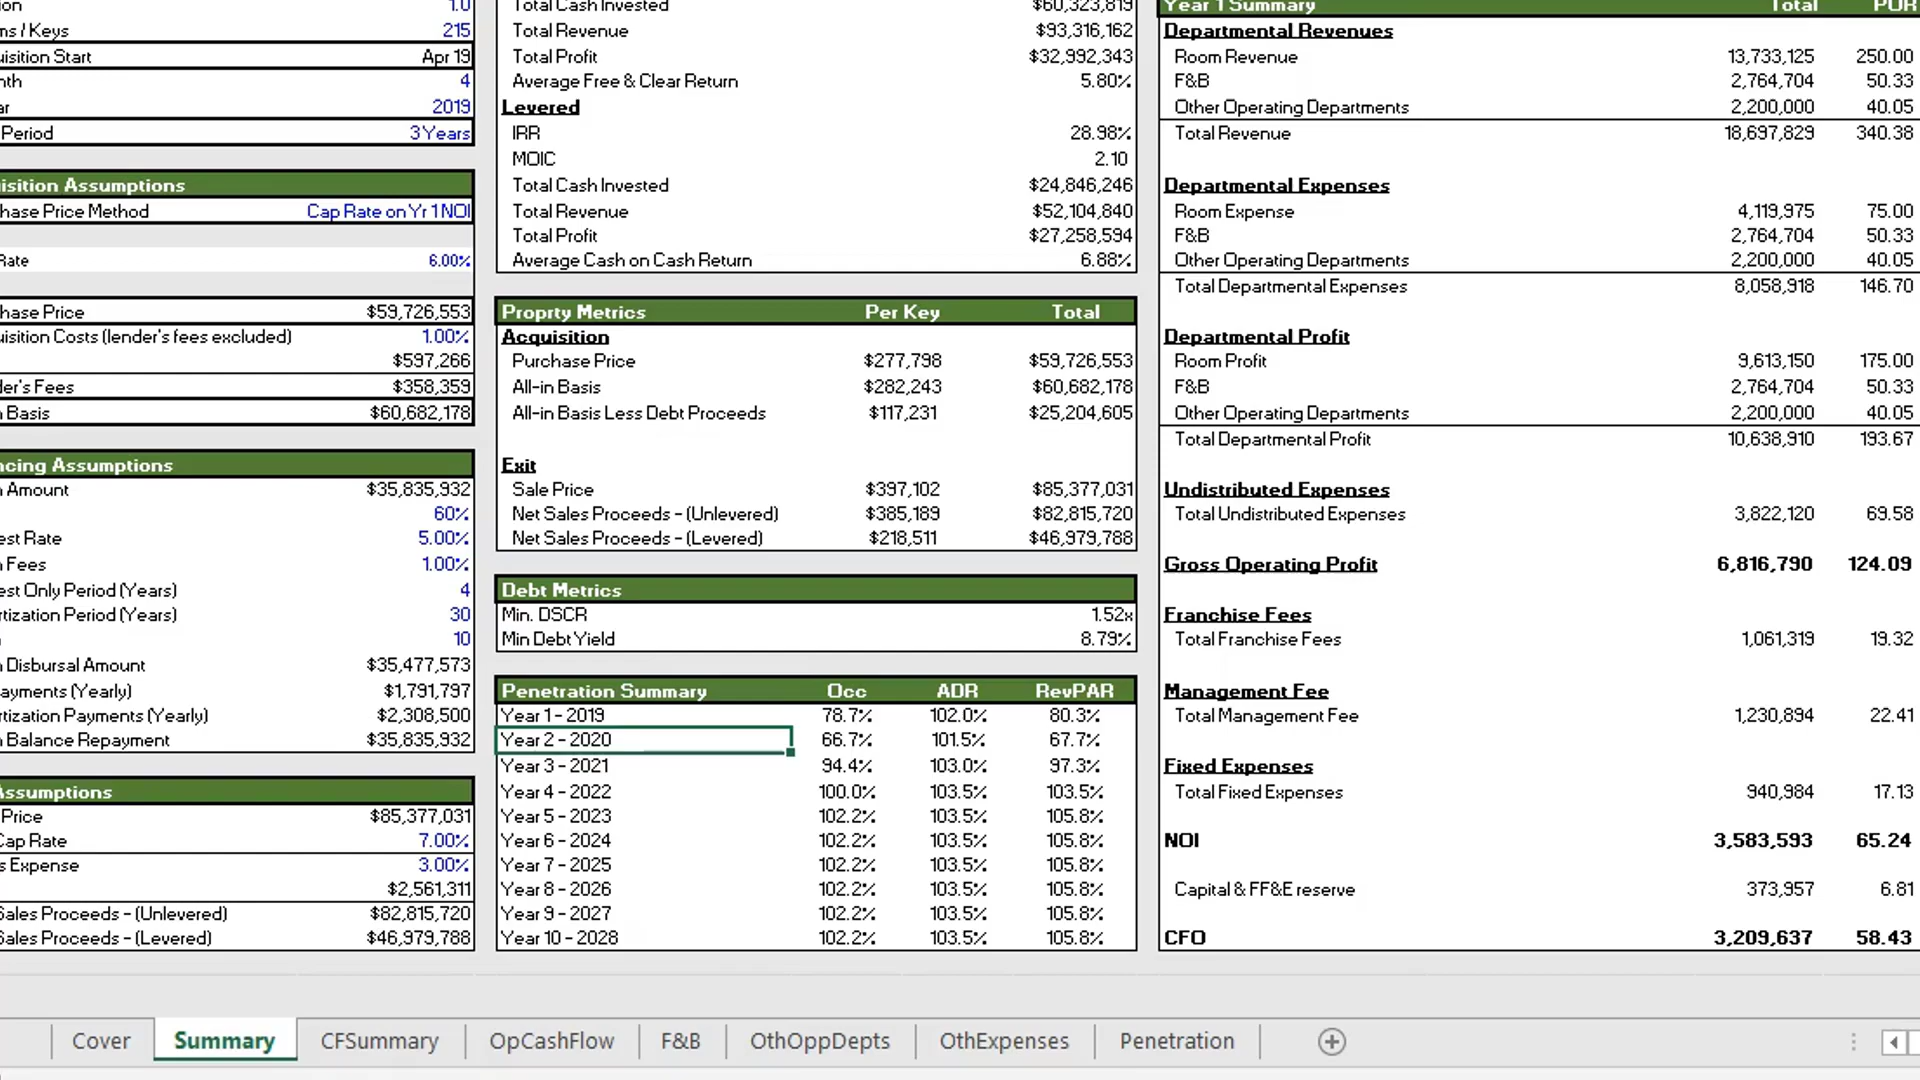 ion 1.0
ns / Keys 215
uisition Start Apr 19
nth 4
ar 2019
Period 3 Years
isition Assumptions
hase Price Method Cap Rate on Yr 1 NOI
Rate 6.00%
hase Price $59,726,553
uisition Costs (lender's fees excluded) 1.00%
$597,266
der's Fees $358,359
n Basis $60,682,178
ncing Assumptions
n Amount $35,835,932
60%
est Rate 5.00%
n Fees 1.00%
est Only Period (Years) 4
rtization Period (Years) 30
10
n Disbursal Amount $35,477,573
ayments (Yearly) $1,791,797
rtization Payments (Yearly) $2,308,500
n Balance Repayment $35,835,932
Assumptions
Price $85,377,031
Cap Rate 7.00%
s Expense 3.00%
$2,561,311
Sales Proceeds - (Unlevered) $82,815,720
Sales Proceeds - (Levered) $46,979,788
Total Cash Invested $60,323,819
Total Revenue $93,316,162
Total Profit $32,992,343
Average Free & Clear Return 5.80%
Levered
IRR 28.98%
MOIC 2.10
Total Cash Invested $24,846,246
Total Revenue $52,104,840
Total Profit $27,258,594
Average Cash on Cash Return 6.88%
Proprty Metrics Per Key Total
Acquisition
Purchase Price $277,798 $59,726,553
All-in Basis $282,243 $60,682,178
All-in Basis Less Debt Proceeds $117,231 $25,204,605
Exit
Sale Price $397,102 $85,377,031
Net Sales Proceeds - (Unlevered) $385,189 $82,815,720
Net Sales Proceeds - (Levered) $218,511 $46,979,788
Debt Metrics
Min. DSCR 1.52x
Min Debt Yield 8.79%
Penetration Summary Occ ADR RevPAR
Year 1 - 2019 78.7% 102.0% 80.3%
Year 2 - 2020 66.7% 101.5% 67.7%
Year 3 - 2021 94.4% 103.0% 97.3%
Year 4 - 2022 100.0% 103.5% 103.5%
Year 5 - 2023 102.2% 103.5% 105.8%
Year 6 - 2024 102.2% 103.5% 105.8%
Year 7 - 2025 102.2% 103.5% 105.8%
Year 8 - 2026 102.2% 103.5% 105.8%
Year 9 - 2027 102.2% 103.5% 105.8%
Year 10 - 2028 102.2% 103.5% 105.8%
Year 1 Summary Total POR
Departmental Revenues
Room Revenue 13,733,125 250.00
F&B 2,764,704 50.33
Other Operating Departments 2,200,000 40.05
Total Revenue 18,697,829 340.38
Departmental Expenses
Room Expense 4,119,975 75.00
F&B 2,764,704 50.33
Other Operating Departments 2,200,000 40.05
Total Departmental Expenses 8,058,918 146.70
Departmental Profit
Room Profit 9,613,150 175.00
F&B 2,764,704 50.33
Other Operating Departments 2,200,000 40.05
Total Departmental Profit 10,638,910 193.67
Undistributed Expenses
Total Undistributed Expenses 3,822,120 69.58
Gross Operating Profit 6,816,790 124.09
Franchise Fees
Total Franchise Fees 1,061,319 19.32
Management Fee
Total Management Fee 1,230,894 22.41
Fixed Expenses
Total Fixed Expenses 940,984 17.13
NOI 3,583,593 65.24
Capital & FF&E reserve 373,957 6.81
CFO 3,209,637 58.43
Cover Summary CFSummary OpCashFlow F&B OthOppDepts OthExpenses Penetration